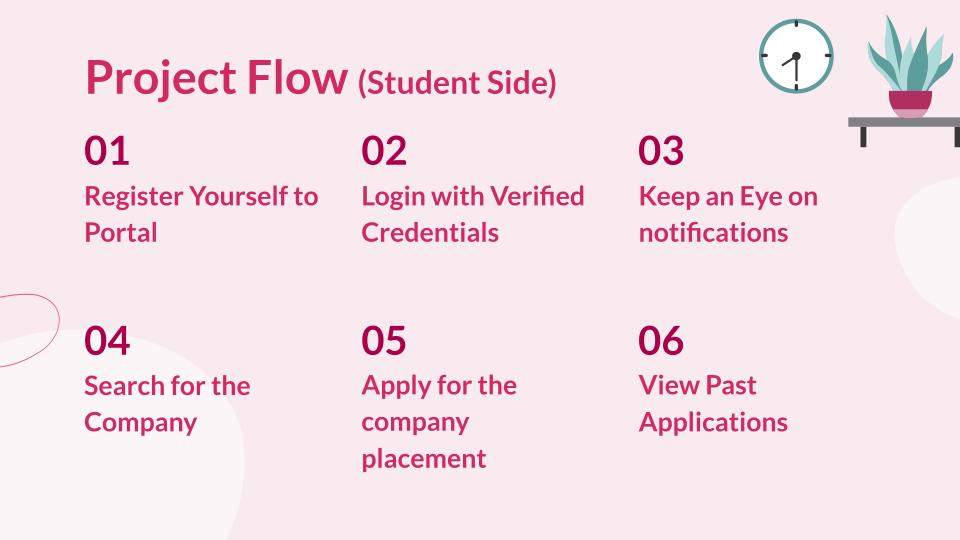 Project Flow (Student Side)
01
Register Yourself to
Portal
02
Login with Verified
Credentials
03
Keep an Eye on
notifications
04
Search for the
Company
05
Apply for the
company
placement
06
View Past
Applications